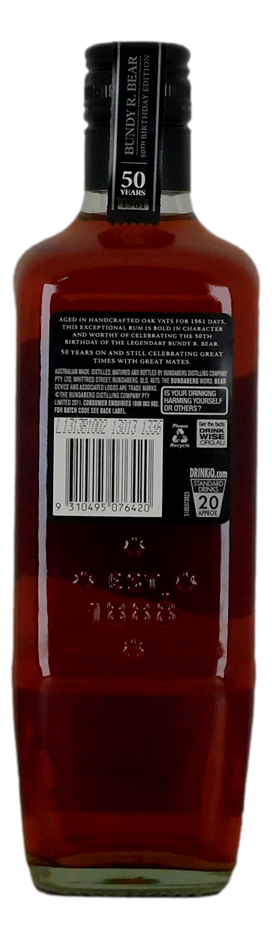 BUNDY R. BEAR
50TH BIRTHDAY EDITION
50
YEARS
1961
AGED IN HANDCRAFTED OAK VATS FOR 1961 DAYS,
THIS EXCEPTIONAL RUM IS BOLD IN CHARACTER
AND WORTHY OF CELEBRATING THE 50TH
BIRTHDAY OF THE LEGENDARY BUNDY R. BEAR.
50 YEARS ON AND STILL CELEBRATING GREAT
TIMES WITH GREAT MATES.
AUSTRALIAN MADE, DISTILLED, MATURED AND BOTTLED BY BUNDABERG DISTILLING COMPANY
PTY. LTD, WHITTRED STREET, BUNDABERG, QLD, 4670. THE BUNDABERG WORD, BEAR
DEVICE AND ASSOCIATED LOGOS ARE TRADE MARKS
OF THE BUNDABERG DISTILLING COMPANY PTY
LIMITED 2011. CONSUMER ENQUIRIES 1800 093 982.
FOR BATCH CODE SEE BACK LABEL.
IS YOUR DRINKING
HARMING YOURSELF
OR OTHERS?
Please
Recycle
Get the facts
DRINK
WISE
.ORG.AU
9 310495 076420
DRINKiQ.com
STANDARD
DRINKS
20
APPROX.
EST.
1888